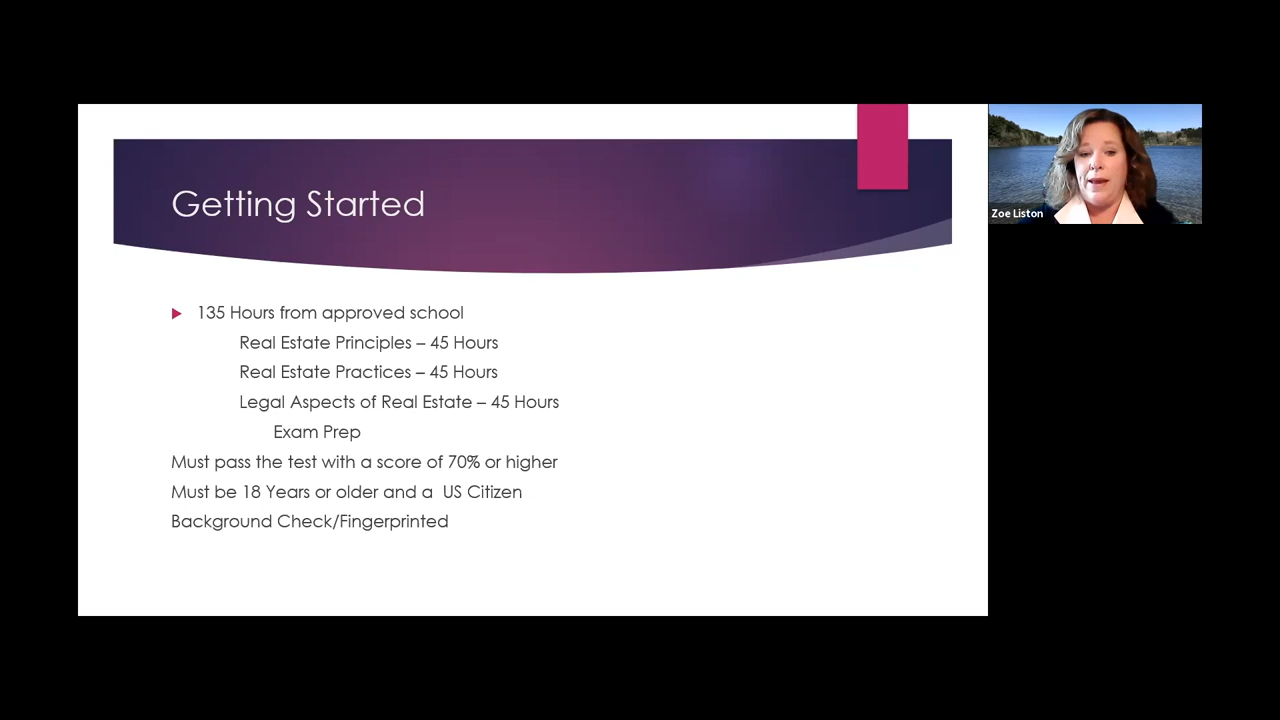 Getting Started
135 Hours from approved school
Real Estate Principles – 45 Hours
Real Estate Practices – 45 Hours
Legal Aspects of Real Estate – 45 Hours
Exam Prep
Must pass the test with a score of 70% or higher
Must be 18 Years or older and a  US Citizen
Background Check/Fingerprinted
Zoe Liston